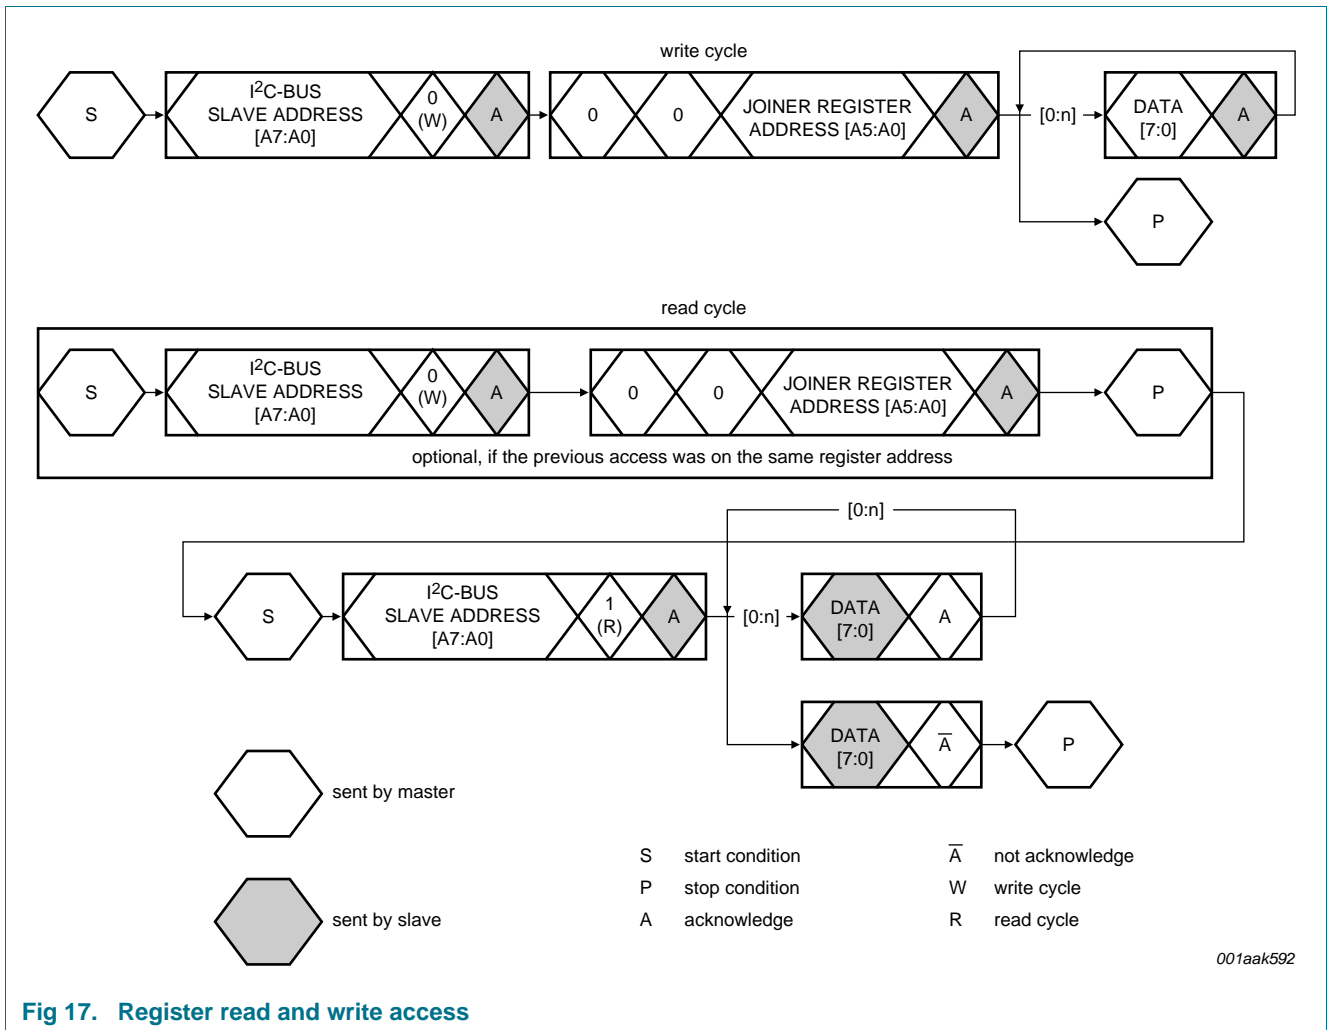 write cycle
S
I2C-BUS
SLAVE ADDRESS
[A7:A0]
0
(W)
A
0
0
JOINER REGISTER
ADDRESS [A5:A0]
A
[0:n]
DATA
[7:0]
A
P
read cycle
S
I2C-BUS
SLAVE ADDRESS
[A7:A0]
0
(W)
A
0
0
JOINER REGISTER
ADDRESS [A5:A0]
A
P
optional, if the previous access was on the same register address
[0:n]
S
I2C-BUS
SLAVE ADDRESS
[A7:A0]
1
(R)
A
[0:n]
DATA
[7:0]
A
DATA
[7:0]
A̅
P
sent by master
S start condition
A̅ not acknowledge
P stop condition
W write cycle
sent by slave
A acknowledge
R read cycle
001aak592
Fig 17. Register read and write access